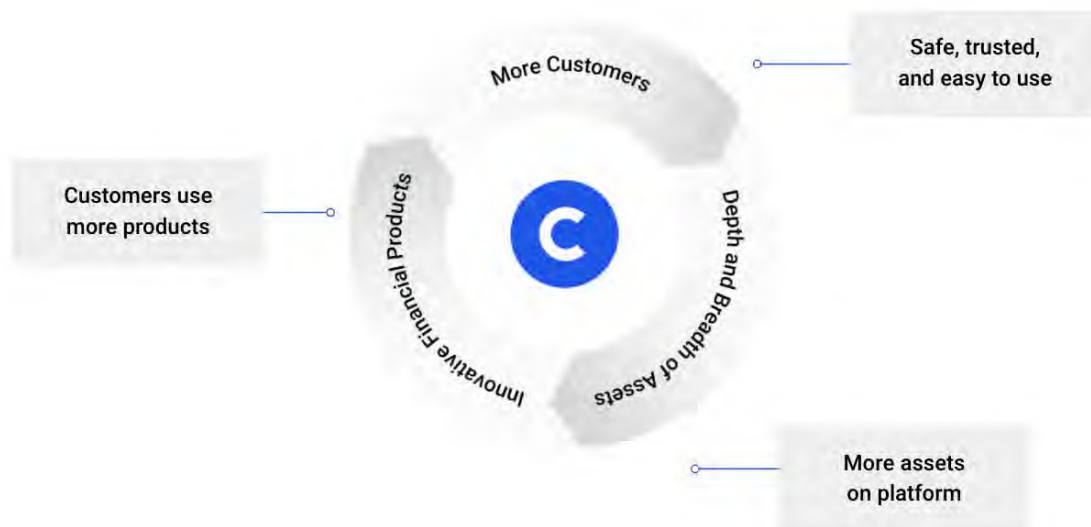 More Customers
Safe, trusted,
and easy to use
Customers use
more products
Innovative Financial Products
C
Depth and Breadth of Assets
More assets
on platform